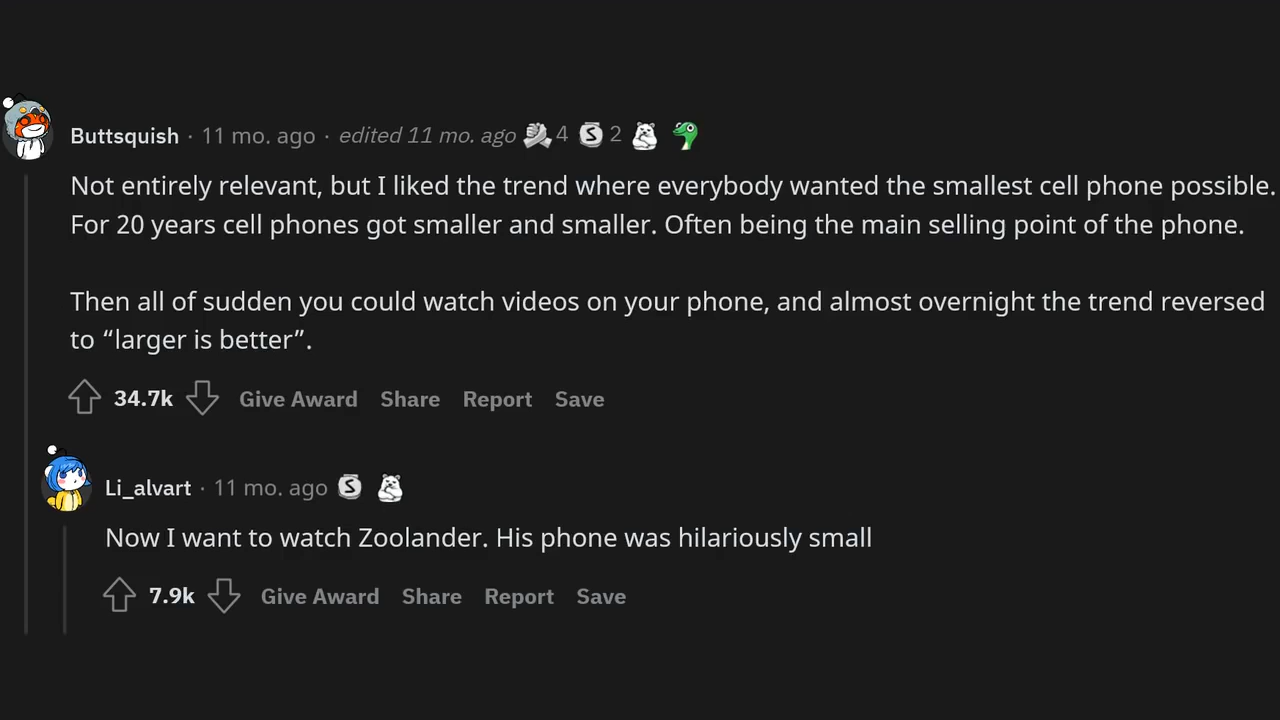 Buttsquish · 11 mo. ago · edited 11 mo. ago 4 S 2
Not entirely relevant, but I liked the trend where everybody wanted the smallest cell phone possible.
For 20 years cell phones got smaller and smaller. Often being the main selling point of the phone.
Then all of sudden you could watch videos on your phone, and almost overnight the trend reversed
to “larger is better”.
34.7k Give Award Share Report Save
Li_alvart · 11 mo. ago S
Now I want to watch Zoolander. His phone was hilariously small
7.9k Give Award Share Report Save